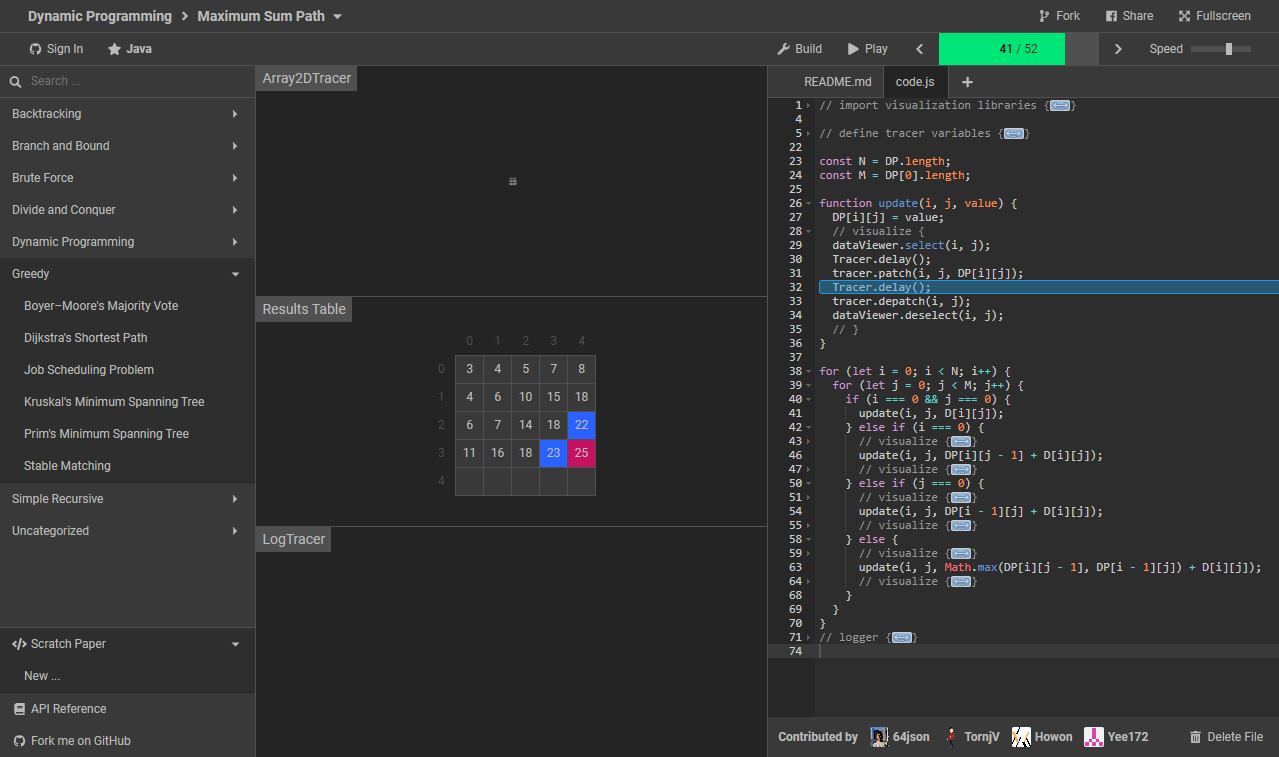 Dynamic Programming > Maximum Sum Path
Fork Share Fullscreen
Sign In Java
Build Play 41 / 52 Speed
Search ...
Backtracking
Branch and Bound
Brute Force
Divide and Conquer
Dynamic Programming
Greedy
Boyer–Moore's Majority Vote
Dijkstra's Shortest Path
Job Scheduling Problem
Kruskal's Minimum Spanning Tree
Prim's Minimum Spanning Tree
Stable Matching
Simple Recursive
Uncategorized
Scratch Paper
New ...
API Reference
Fork me on GitHub
Array2DTracer
Results Table
0 1 2 3 4
0 3 4 5 7 8
1 4 6 10 15 18
2 6 7 14 18 22
3 11 16 18 23 25
4
LogTracer
README.md code.js +
1 // import visualization libraries {}
4
5 // define tracer variables {}
22
23 const N = DP.length;
24 const M = DP[0].length;
25
26 function update(i, j, value) {
27 DP[i][j] = value;
28 // visualize {
29 dataViewer.select(i, j);
30 Tracer.delay();
31 tracer.patch(i, j, DP[i][j]);
32 Tracer.delay();
33 tracer.depatch(i, j);
34 dataViewer.deselect(i, j);
35 // }
36 }
37
38 for (let i = 0; i < N; i++) {
39 for (let j = 0; j < M; j++) {
40 if (i === 0 && j === 0) {
41 update(i, j, D[i][j]);
42 } else if (i === 0) {
43 // visualize {}
46 update(i, j, DP[i][j - 1] + D[i][j]);
47 // visualize {}
50 } else if (j === 0) {
51 // visualize {}
54 update(i, j, DP[i - 1][j] + D[i][j]);
55 // visualize {}
58 } else {
59 // visualize {}
63 update(i, j, Math.max(DP[i][j - 1], DP[i - 1][j]) + D[i][j]);
64 // visualize {}
68 }
69 }
70 }
71 // logger {}
74
Contributed by 64json TornjV Howon Yee172 Delete File